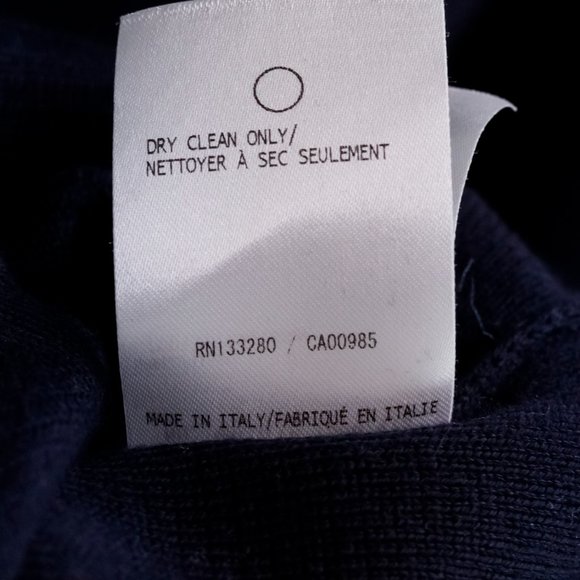 DRY CLEAN ONLY/
NETTOYER À SEC SEULEMENT
RN133280 / CA00985
MADE IN ITALY/FABRIQUÉ EN ITALIE